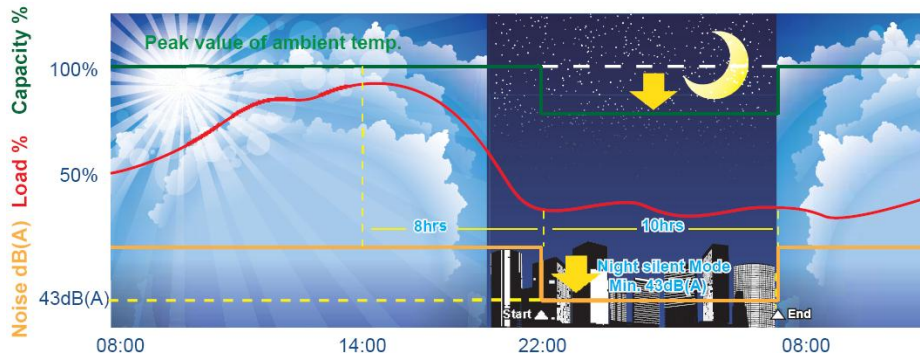 Capacity %
Load %
Noise dB(A)
Peak value of ambient temp.
100%
50%
8hrs
10hrs
Night silent Mode
Min. 43dB(A)
43dB(A)
Start
End
08:00
14:00
22:00
08:00